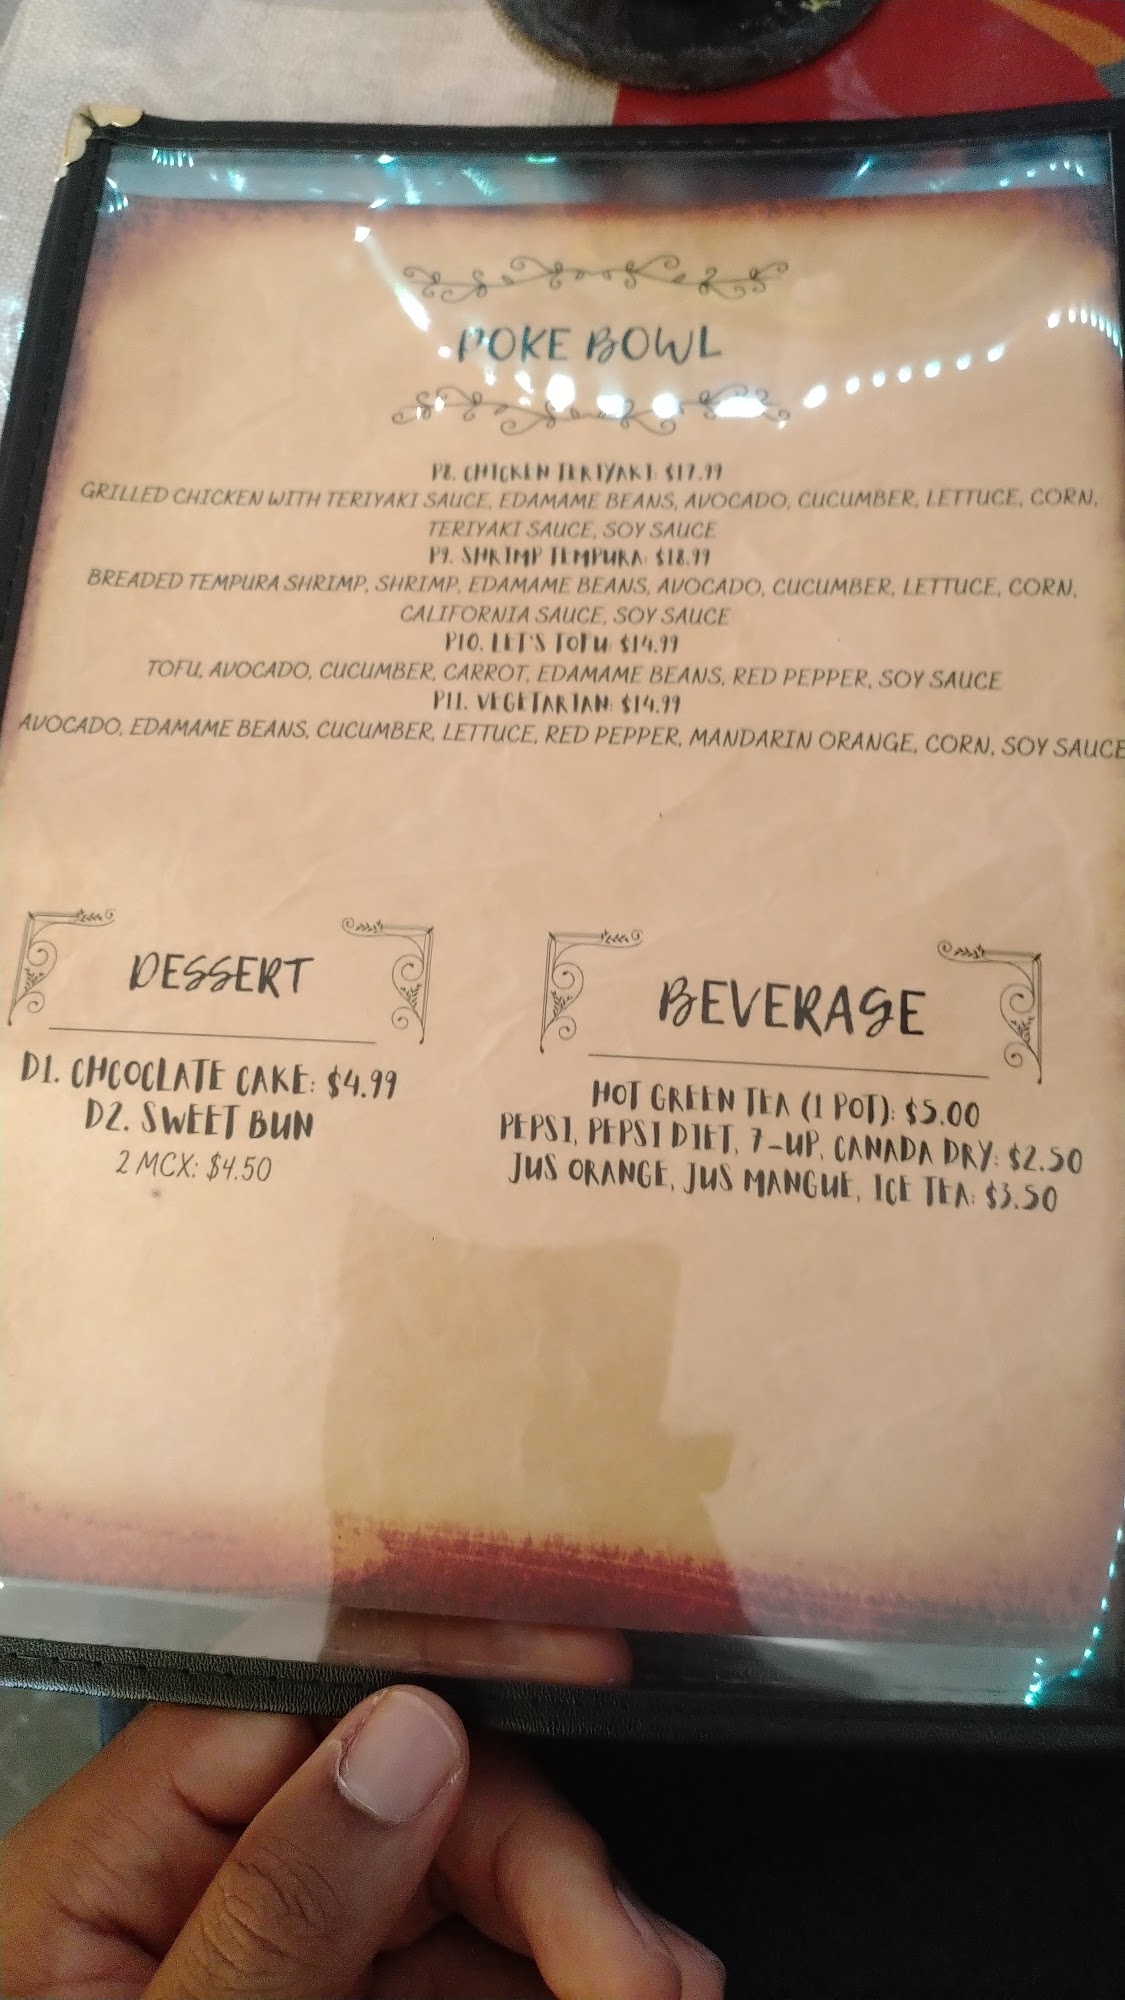 POKE BOWL
P8. CHICKEN TERIYAKI: $17.99
GRILLED CHICKEN WITH TERIYAKI SAUCE, EDAMAME BEANS, AVOCADO, CUCUMBER, LETTUCE, CORN,
TERIYAKI SAUCE, SOY SAUCE
P9. SHRIMP TEMPURA: $18.99
BREADED TEMPURA SHRIMP, SHRIMP, EDAMAME BEANS, AVOCADO, CUCUMBER, LETTUCE, CORN,
CALIFORNIA SAUCE, SOY SAUCE
P10. LET'S TOFU: $14.99
TOFU, AVOCADO, CUCUMBER, CARROT, EDAMAME BEANS, RED PEPPER, SOY SAUCE
P11. VEGETARIAN: $14.99
AVOCADO, EDAMAME BEANS, CUCUMBER, LETTUCE, RED PEPPER, MANDARIN ORANGE, CORN, SOY SAUCE
DESSERT
D1. CHCOCLATE CAKE: $4.99
D2. SWEET BUN
2 MCX: $4.50
BEVERAGE
HOT GREEN TEA (1 POT): $5.00
PEPSI, PEPSI DIET, 7-UP, CANADA DRY: $2.50
JUS ORANGE, JUS MANGUE, ICE TEA: $3.50